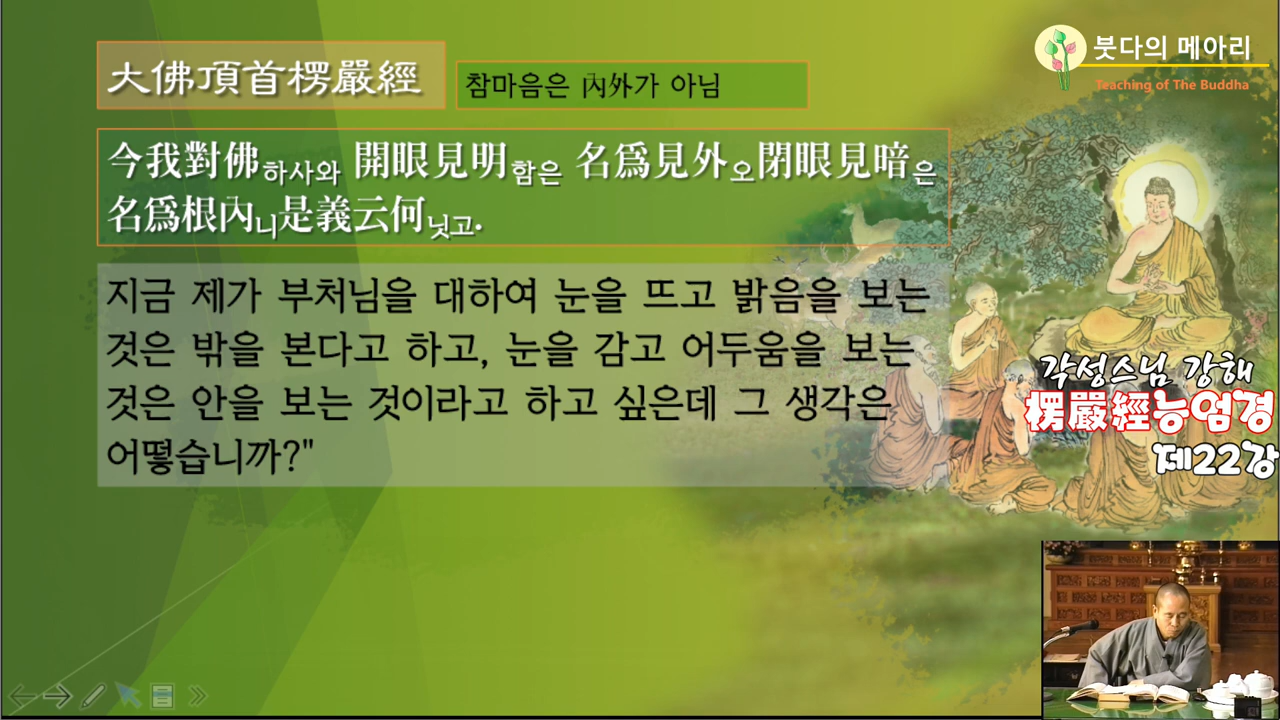 大佛頂首楞嚴經
참마음은 內外가 아님
붓다의 메아리
Teaching of The Buddha
今我對佛하사와 開眼見明함은 名爲見外오閉眼見暗은
名爲根內니是義云何닛고.
지금 제가 부처님을 대하여 눈을 뜨고 밝음을 보는
것은 밖을 본다고 하고, 눈을 감고 어두움을 보는
것은 안을 보는 것이라고 하고 싶은데 그 생각은
어떻습니까?"
각성스님 강해
楞嚴經능엄경
제22강